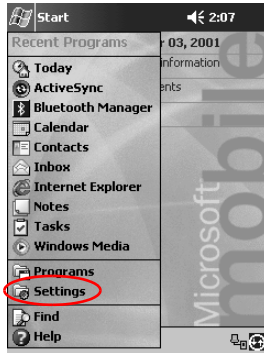 Start 2:07
Recent Programs r 03, 2001
Today information
ActiveSync ents
Bluetooth Manager
Calendar
Contacts
Inbox
Internet Explorer
Notes
Tasks
Windows Media
Programs
Settings
Find
Help
Microsoft
mobile